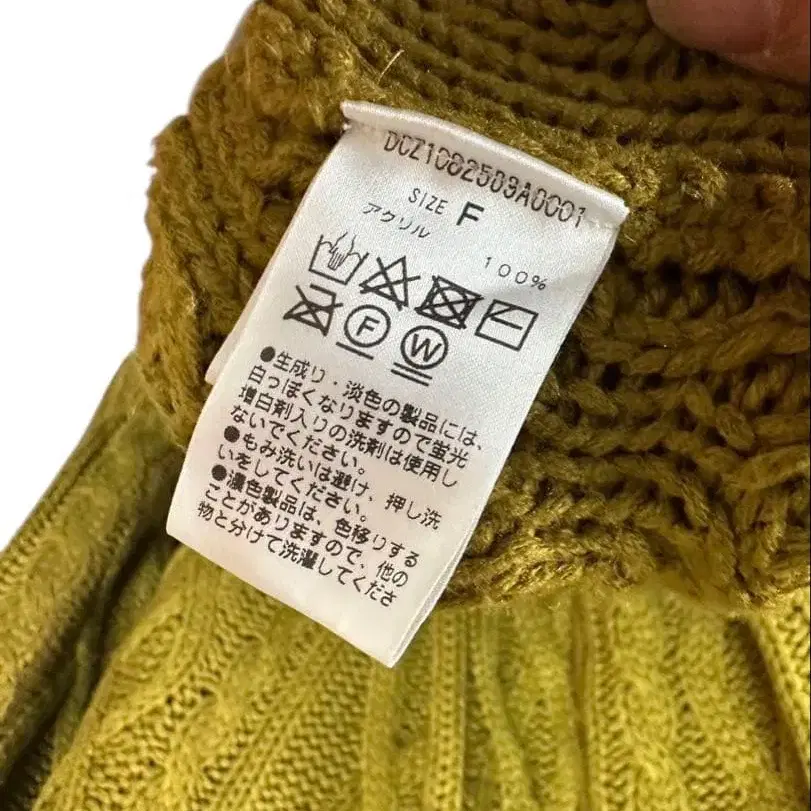 DCZ1082509A0001
SIZE F
アクリル 100%
F W
●生成り・淡色の製品には、
白っぽくなりますので蛍光
増白剤入りの洗剤は使用し
ないでください。
●もみ洗いは避け、押し洗
いをしてください。
●濃色製品は、色移りする
ことがありますので、他の
物と分けて洗濯してくださ